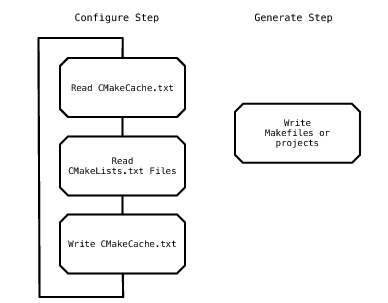 Configure Step
Generate Step
Read CMakeCache.txt
Read
CMakeLists.txt Files
Write CMakeCache.txt
Write
Makefiles or
projects